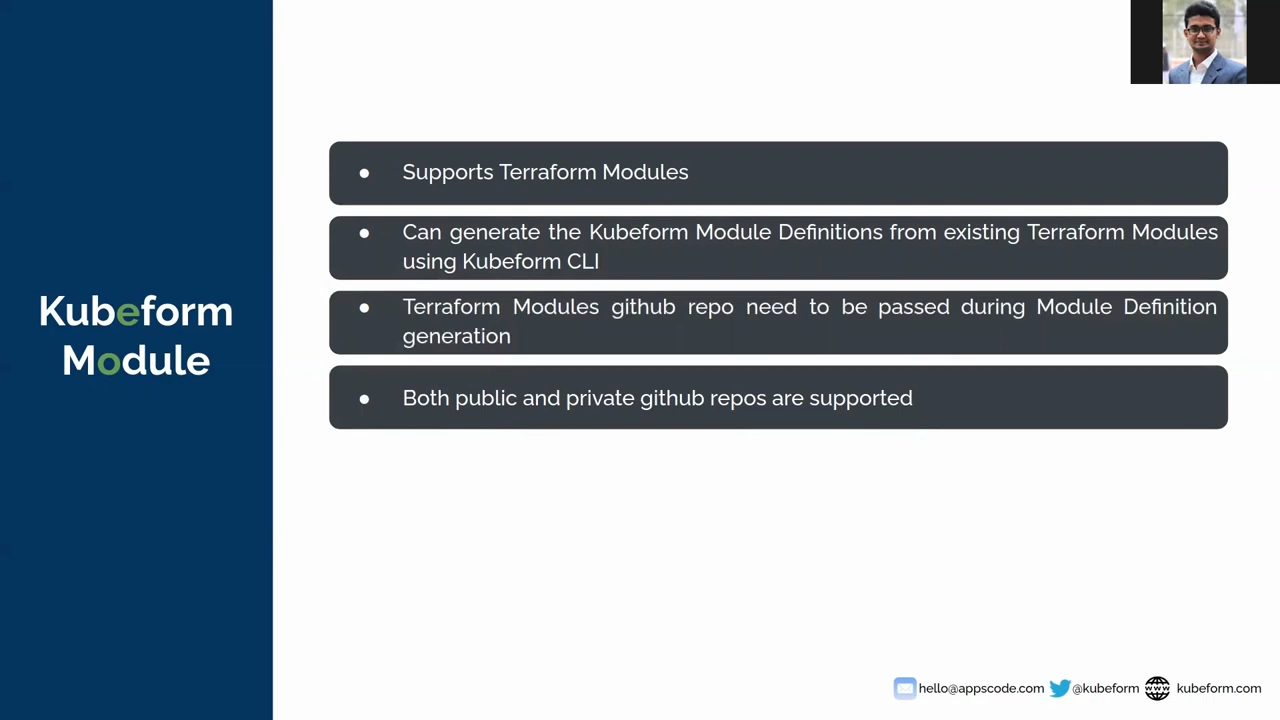 Kubeform
Module
● Supports Terraform Modules
● Can generate the Kubeform Module Definitions from existing Terraform Modules
using Kubeform CLI
● Terraform Modules github repo need to be passed during Module Definition
generation
● Both public and private github repos are supported
hello@appscode.com @kubeform www kubeform.com